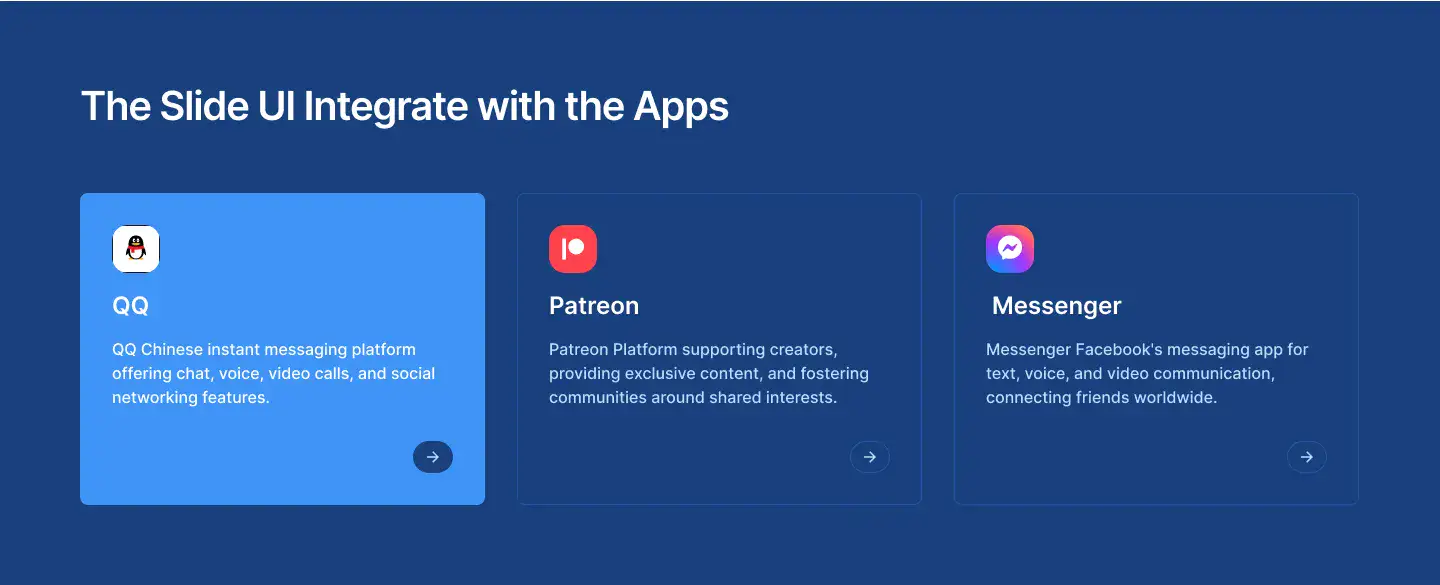 The Slide UI Integrate with the Apps
QQ
QQ Chinese instant messaging platform
offering chat, voice, video calls, and social
networking features.
Patreon
Patreon Platform supporting creators,
providing exclusive content, and fostering
communities around shared interests.
Messenger
Messenger Facebook's messaging app for
text, voice, and video communication,
connecting friends worldwide.